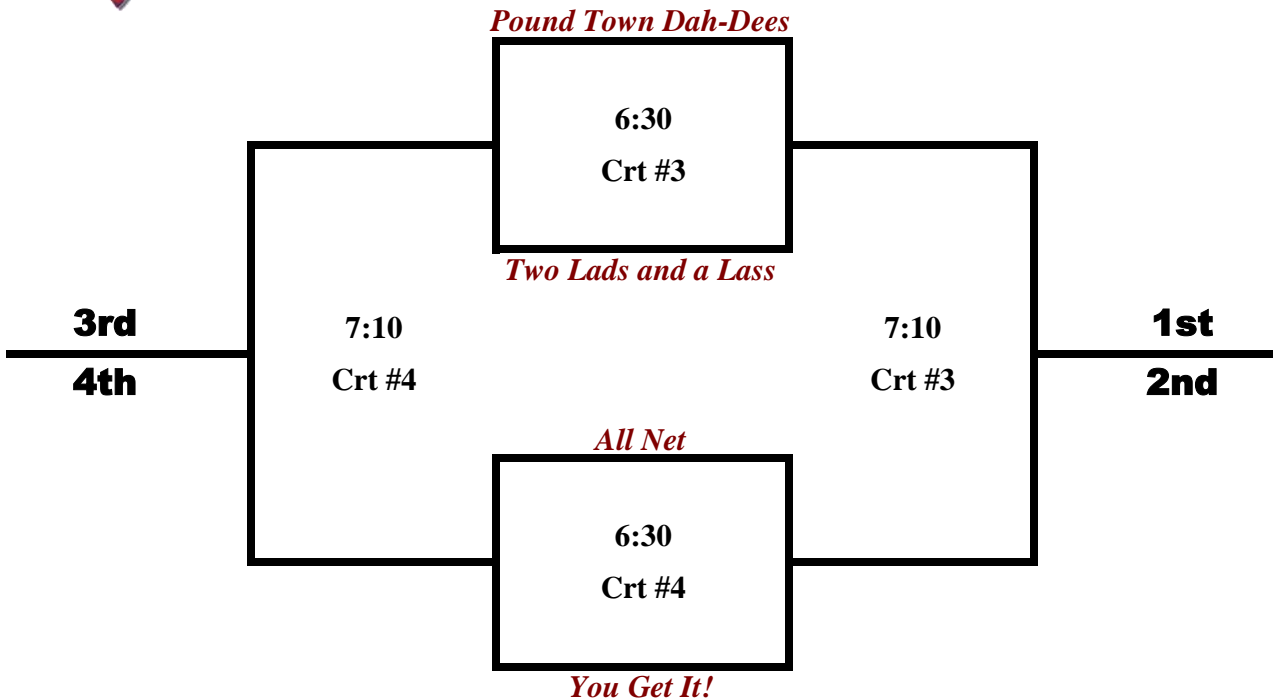 Pound Town Dah-Dees
6:30
Crt #3
Two Lads and a Lass
3rd
4th
7:10
Crt #4
7:10
Crt #3
1st
2nd
All Net
6:30
Crt #4
You Get It!